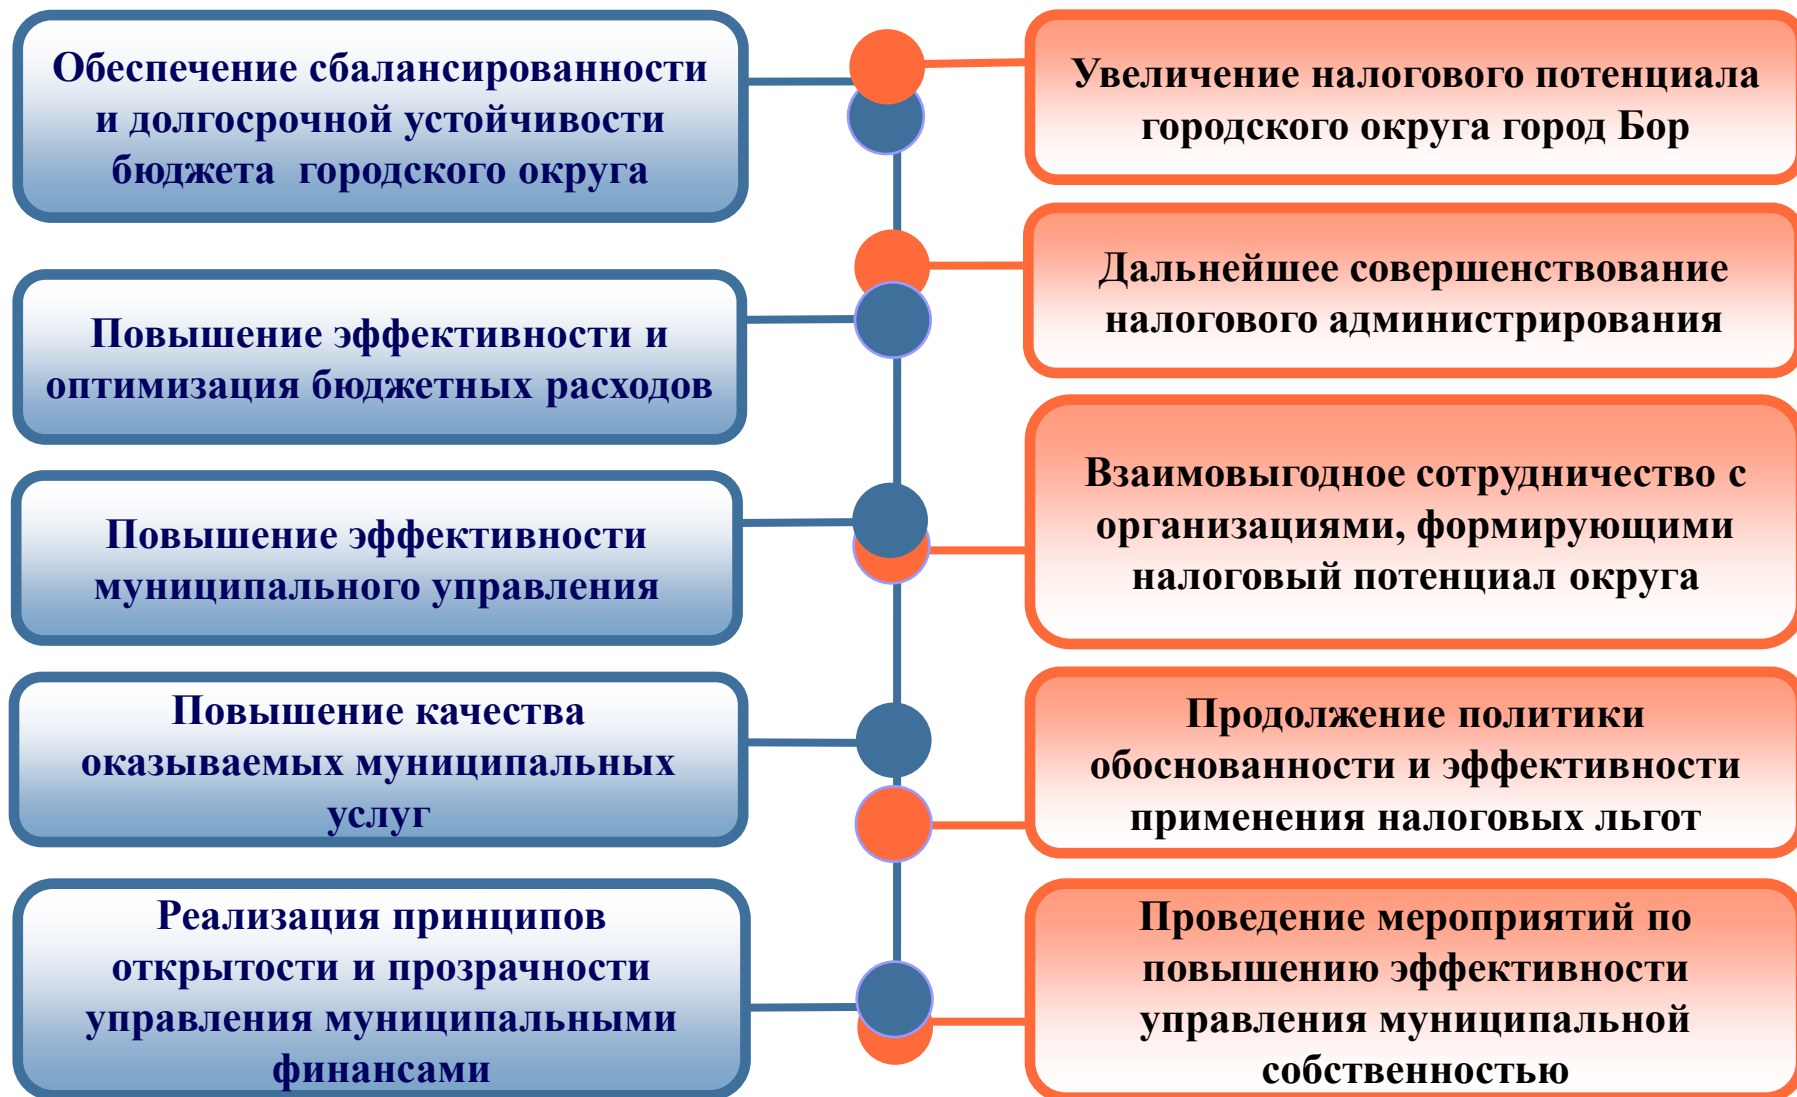 Обеспечение сбалансированности
и долгосрочной устойчивости
бюджета городского округа
Повышение эффективности и
оптимизация бюджетных расходов
Повышение эффективности
муниципального управления
Повышение качества
оказываемых муниципальных
услуг
Реализация принципов
открытости и прозрачности
управления муниципальными
финансами
Увеличение налогового потенциала
городского округа город Бор
Дальнейшее совершенствование
налогового администрирования
Взаимовыгодное сотрудничество с
организациями, формирующими
налоговый потенциал округа
Продолжение политики
обоснованности и эффективности
применения налоговых льгот
Проведение мероприятий по
повышению эффективности
управления муниципальной
собственностью